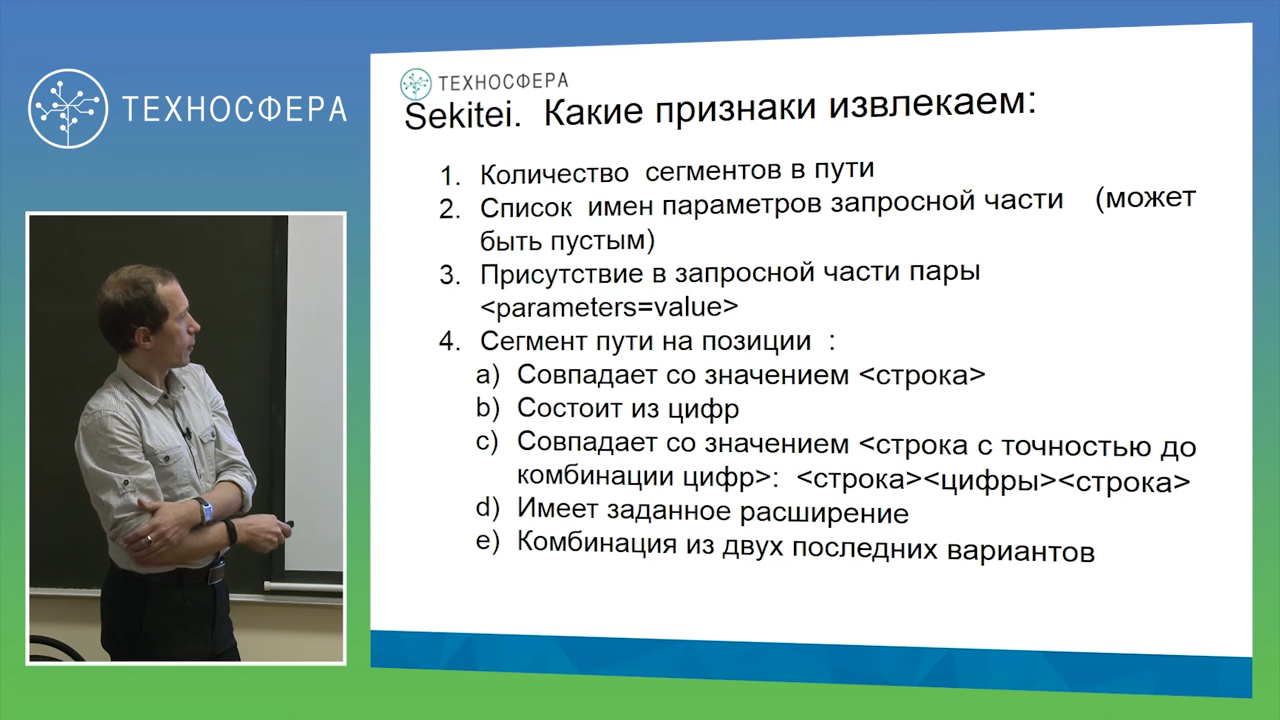 ТЕХНОСФЕРА
ТЕХНОСФЕРА
Sekitei. Какие признаки извлекаем:
1. Количество сегментов в пути
2. Список имен параметров запросной части (может
быть пустым)
3. Присутствие в запросной части пары
<parameters=value>
4. Сегмент пути на позиции :
a) Совпадает со значением <строка>
b) Состоит из цифр
c) Совпадает со значением <строка с точностью до
комбинации цифр>: <строка><цифры><строка>
d) Имеет заданное расширение
e) Комбинация из двух последних вариантов